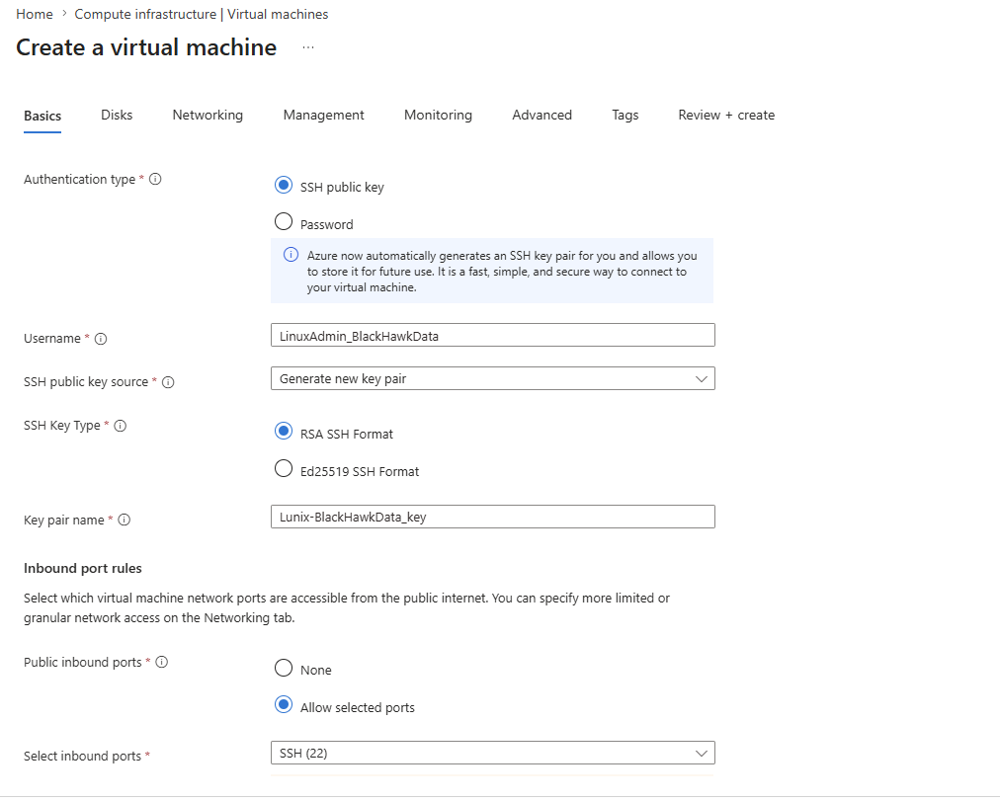 Home > Compute infrastructure | Virtual machines
Create a virtual machine ...
Basics Disks Networking Management Monitoring Advanced Tags Review + create
Authentication type *
SSH public key
Password
Azure now automatically generates an SSH key pair for you and allows you
to store it for future use. It is a fast, simple, and secure way to connect to
your virtual machine.
Username *
LinuxAdmin_BlackHawkData
SSH public key source *
Generate new key pair
SSH Key Type *
RSA SSH Format
Ed25519 SSH Format
Key pair name *
Lunix-BlackHawkData_key
Inbound port rules
Select which virtual machine network ports are accessible from the public internet. You can specify more limited or
granular network access on the Networking tab.
Public inbound ports *
None
Allow selected ports
Select inbound ports *
SSH (22)